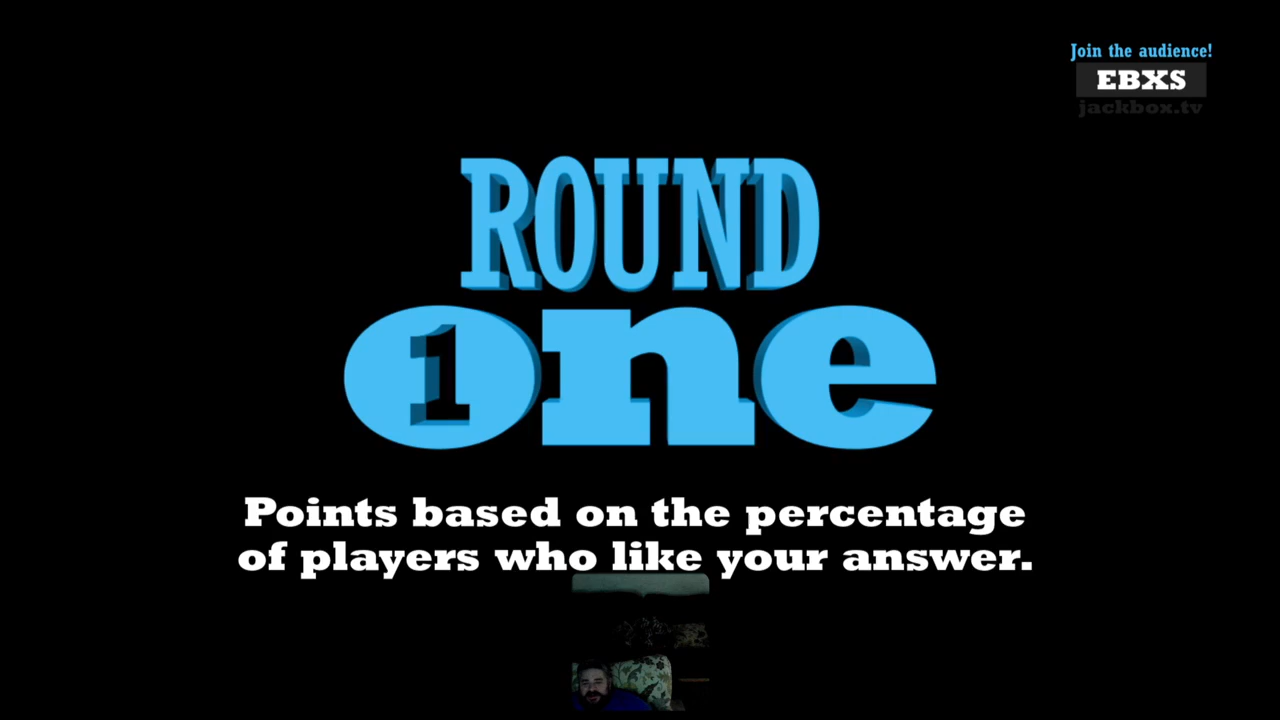 Join the audience!
EBXS
jackbox.tv
ROUND
One
1
Points based on the percentage
of players who like your answer.